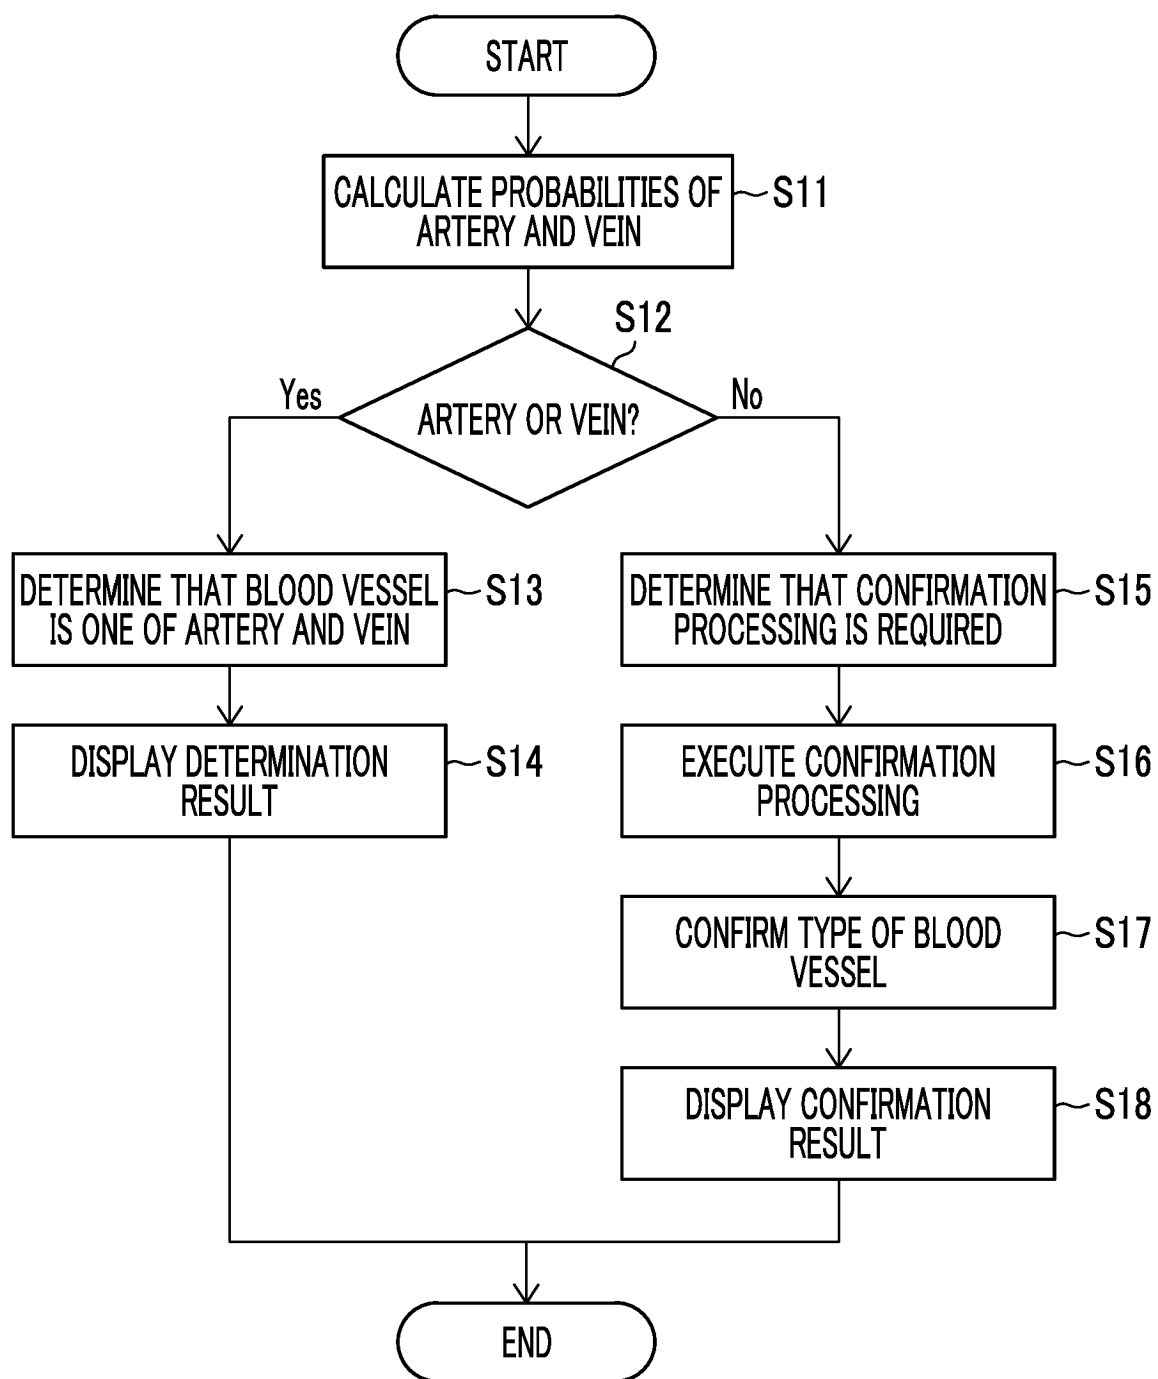 START
CALCULATE PROBABILITIES OF
ARTERY AND VEIN
S11
S12
ARTERY OR VEIN?
Yes
No
DETERMINE THAT BLOOD VESSEL
IS ONE OF ARTERY AND VEIN
S13
DISPLAY DETERMINATION
RESULT
S14
DETERMINE THAT CONFIRMATION
PROCESSING IS REQUIRED
S15
EXECUTE CONFIRMATION
PROCESSING
S16
CONFIRM TYPE OF BLOOD
VESSEL
S17
DISPLAY CONFIRMATION
RESULT
S18
END